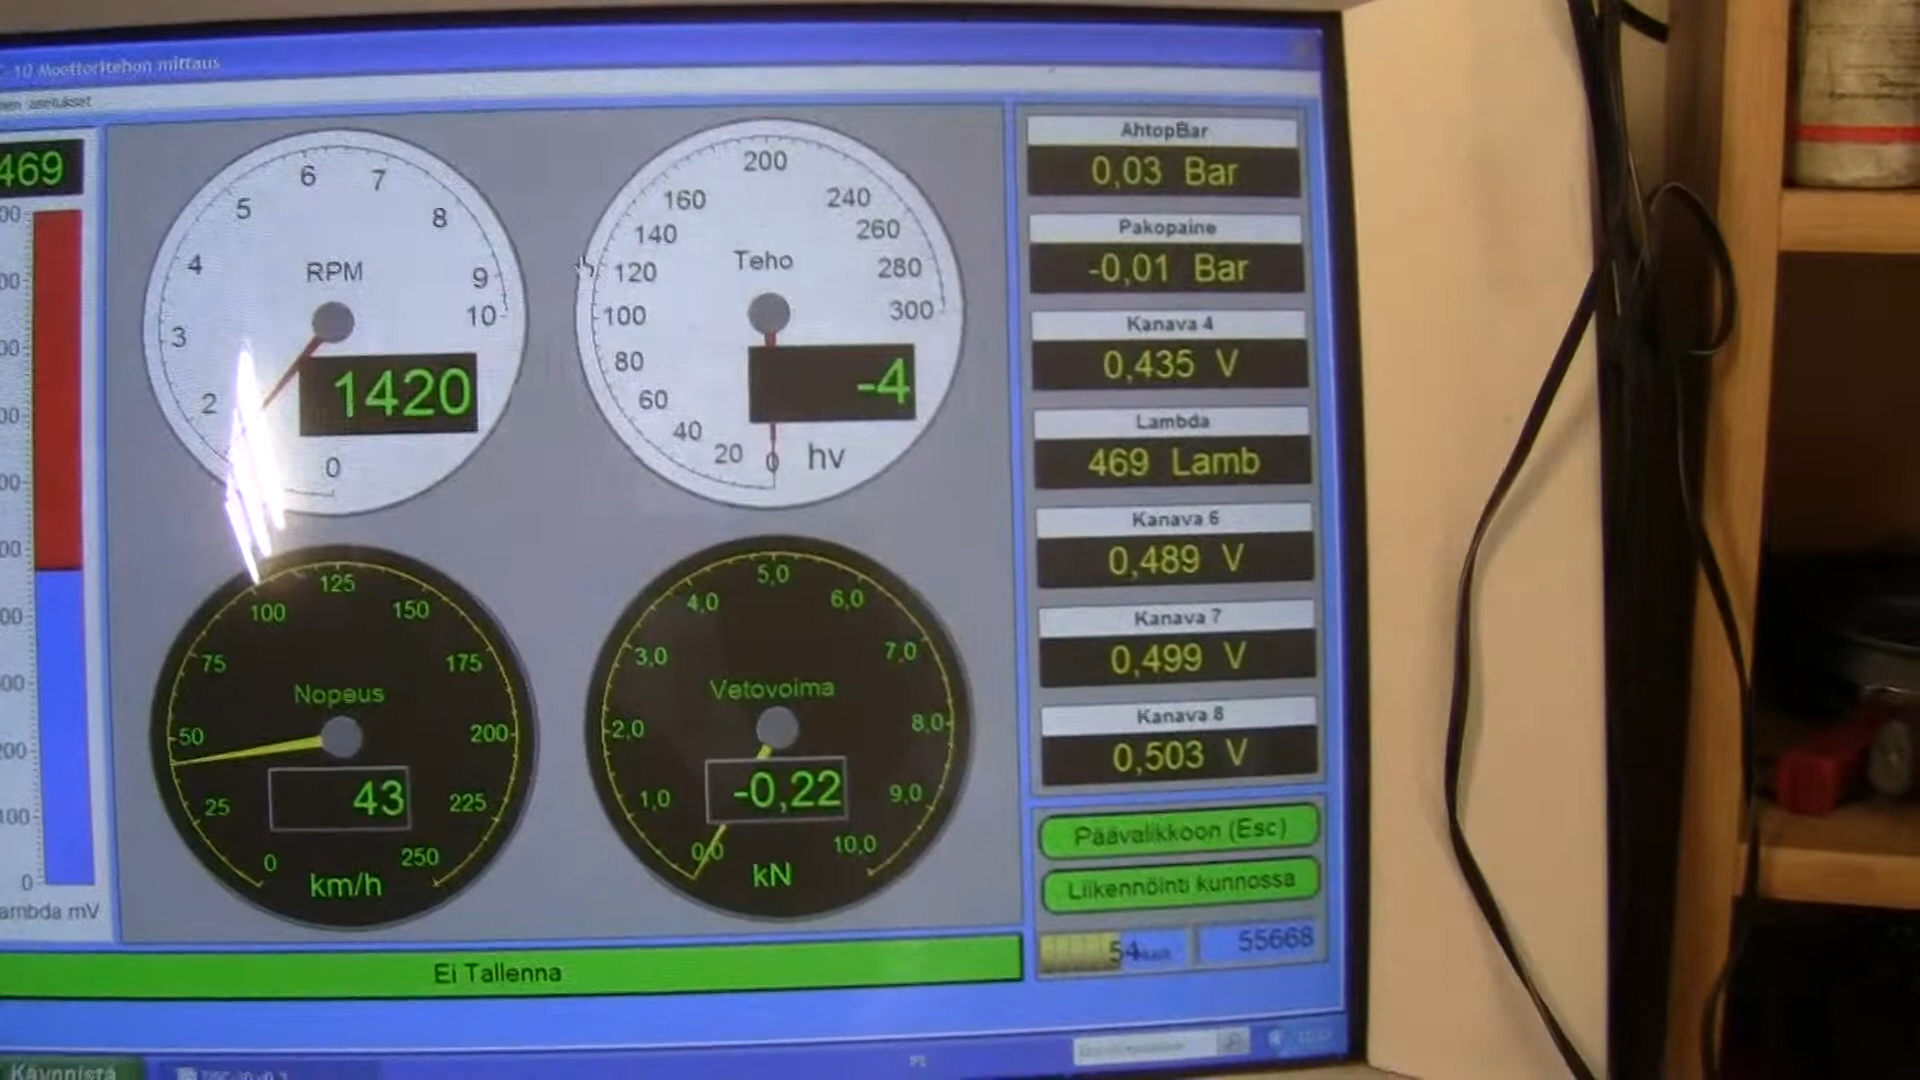 10 Moottoritehon mittaus
asetukset
469
0
100
200
Lambda mV
RPM
0
2
3
4
5
6
7
8
9
10
1420
Teho
0
20
40
60
80
100
120
140
160
200
240
260
280
300
-4
hv
Nopeus
0
25
50
75
100
125
150
175
200
225
250
43
km/h
Vetovoima
0,0
1,0
2,0
3,0
4,0
5,0
6,0
7,0
8,0
9,0
10,0
-0,22
kN
AhtopBar
0,03 Bar
Pakopaine
-0,01 Bar
Kanava 4
0,435 V
Lambda
469 Lamb
Kanava 6
0,489 V
Kanava 7
0,499 V
Kanava 8
0,503 V
Päävalikkoon (Esc)
Liikennöinti kunnossa
54
55668
Ei Tallenna
Käynnistä